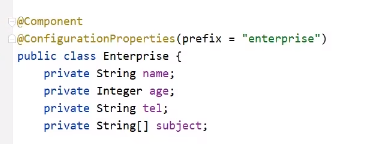 @Component
@ConfigurationProperties(prefix = "enterprise")
public class Enterprise {
    private String name;
    private Integer age;
    private String tel;
    private String[] subject;